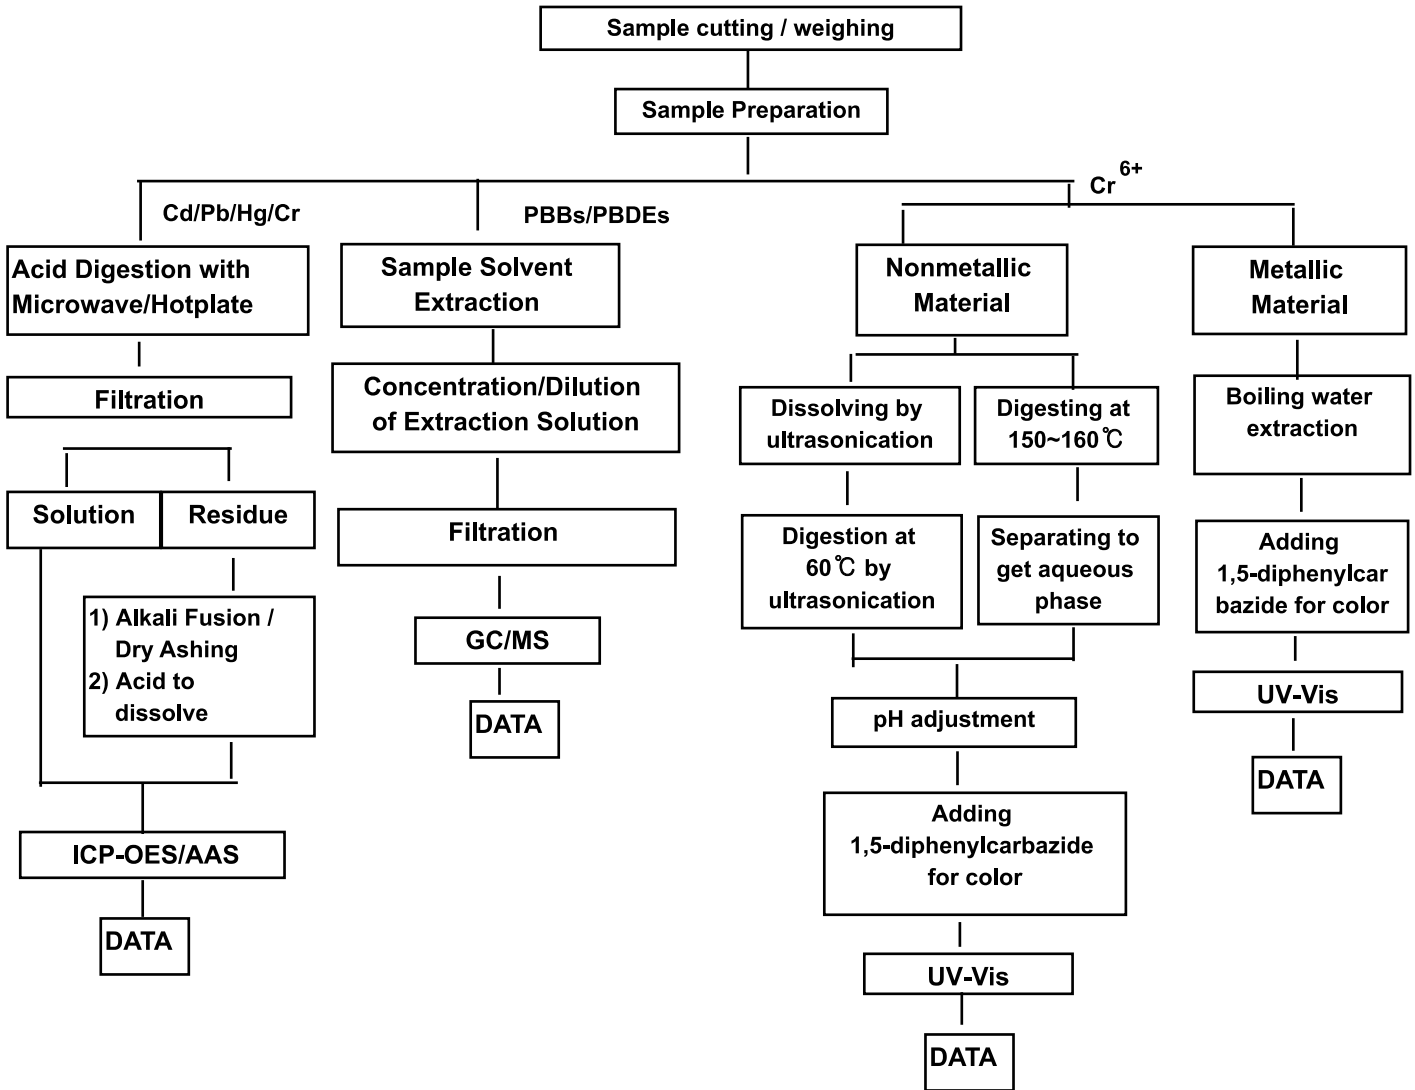 Sample cutting / weighing
Sample Preparation
Cd/Pb/Hg/Cr
PBBs/PBDEs
Cr 6+
Acid Digestion with
Microwave/Hotplate
Filtration
Solution
Residue
1) Alkali Fusion /
Dry Ashing
2) Acid to
dissolve
ICP-OES/AAS
DATA
Sample Solvent
Extraction
Concentration/Dilution
of Extraction Solution
Filtration
GC/MS
DATA
Nonmetallic
Material
Dissolving by
ultrasonication
Digestion at
60℃ by
ultrasonication
Digesting at
150~160℃
Separating to
get aqueous
phase
pH adjustment
Adding
1,5-diphenylcarbazide
for color
UV-Vis
DATA
Metallic
Material
Boiling water
extraction
Adding
1,5-diphenylcar
bazide for color
UV-Vis
DATA